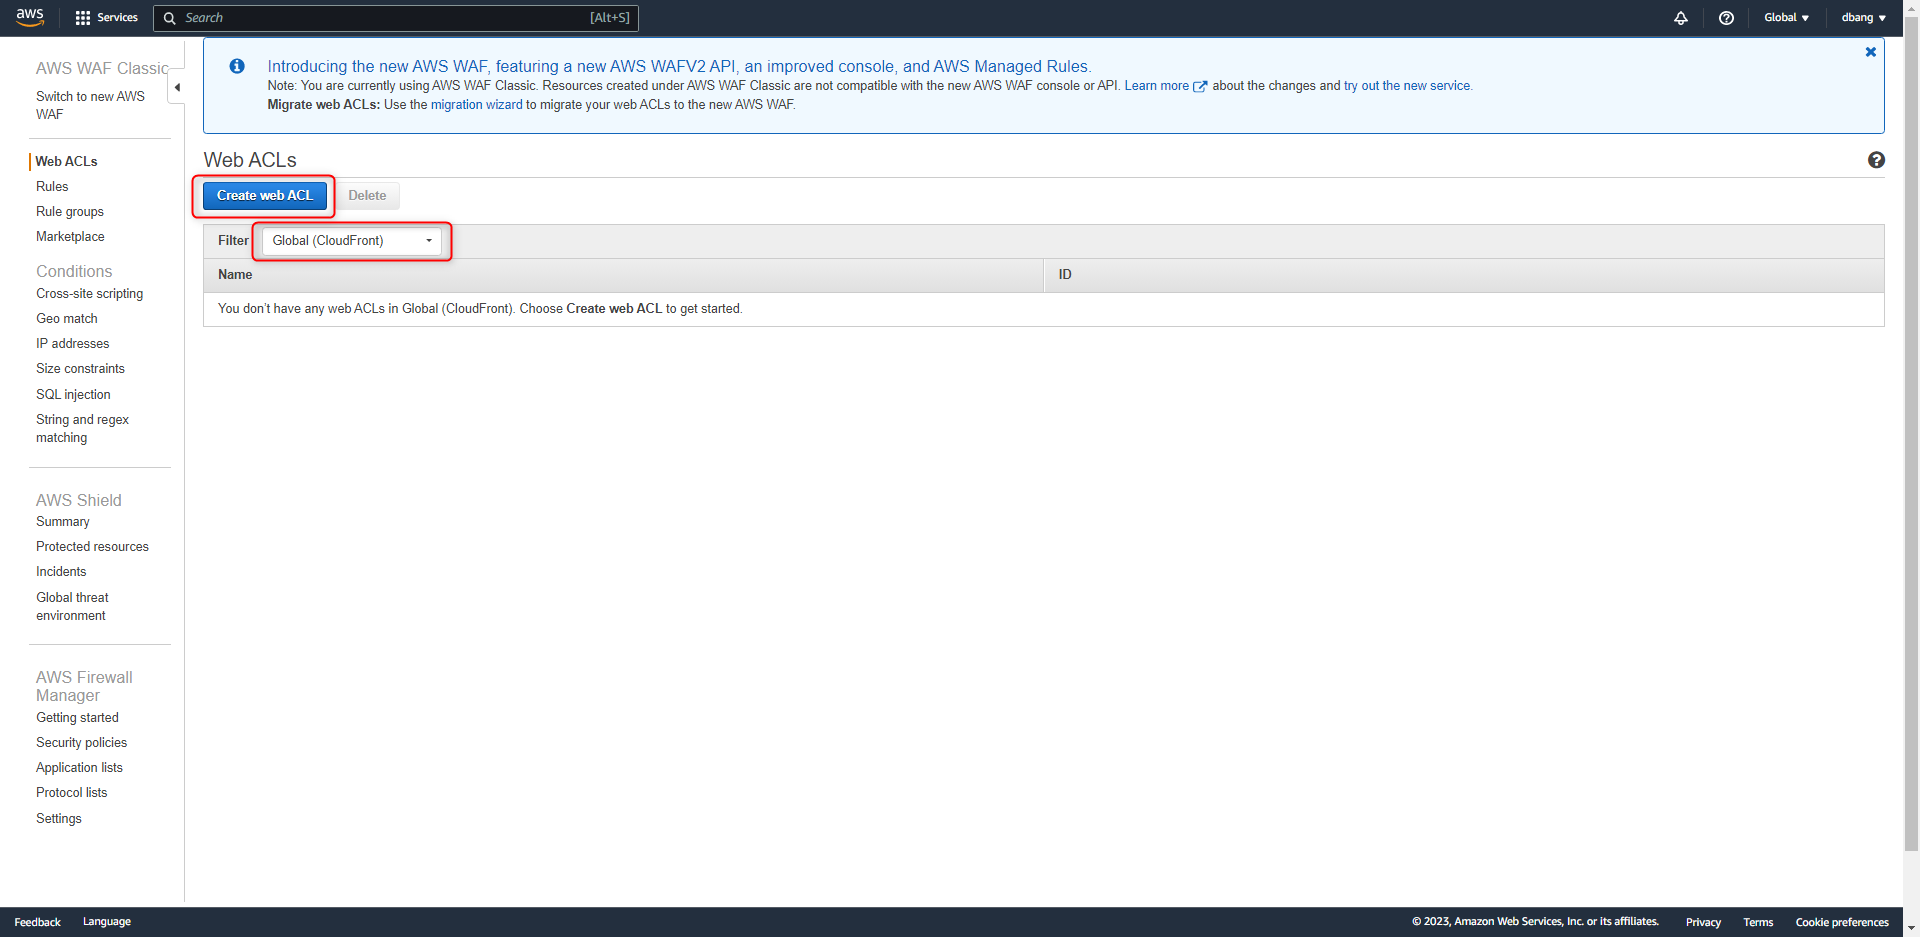 aws
Services
Search
[Alt+S]
Global
dbang
AWS WAF Classic
Switch to new AWS
WAF
Web ACLs
Rules
Rule groups
Marketplace
Conditions
Cross-site scripting
Geo match
IP addresses
Size constraints
SQL injection
String and regex
matching
AWS Shield
Summary
Protected resources
Incidents
Global threat
environment
AWS Firewall
Manager
Getting started
Security policies
Application lists
Protocol lists
Settings
Introducing the new AWS WAF, featuring a new AWS WAFV2 API, an improved console, and AWS Managed Rules.
Note: You are currently using AWS WAF Classic. Resources created under AWS WAF Classic are not compatible with the new AWS WAF console or API. Learn more about the changes and try out the new service.
Migrate web ACLs: Use the migration wizard to migrate your web ACLs to the new AWS WAF.
Web ACLs
Create web ACL
Delete
Filter
Global (CloudFront)
Name
ID
You don't have any web ACLs in Global (CloudFront). Choose Create web ACL to get started.
Feedback
Language
© 2023, Amazon Web Services, Inc. or its affiliates.
Privacy
Terms
Cookie preferences